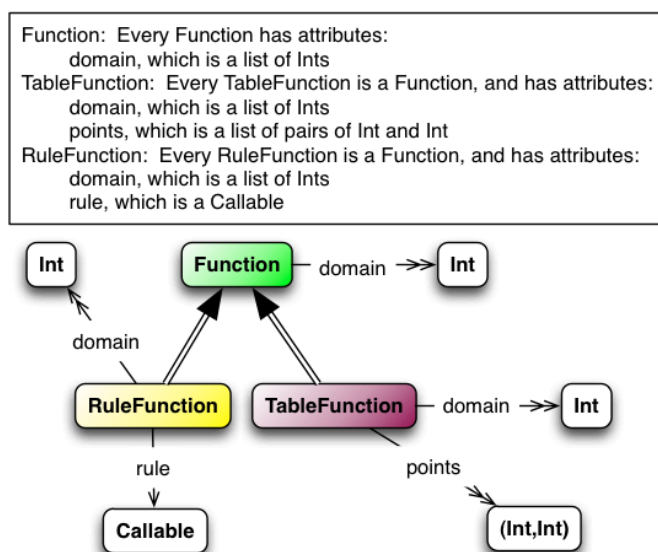 Function:  Every Function has attributes:
domain, which is a list of Ints
TableFunction:  Every TableFunction is a Function, and has attributes:
domain, which is a list of Ints
points, which is a list of pairs of Int and Int
RuleFunction:  Every RuleFunction is a Function, and has attributes:
domain, which is a list of Ints
rule, which is a Callable
Int
Function
domain
Int
domain
RuleFunction
TableFunction
domain
Int
rule
points
Callable
(Int,Int)